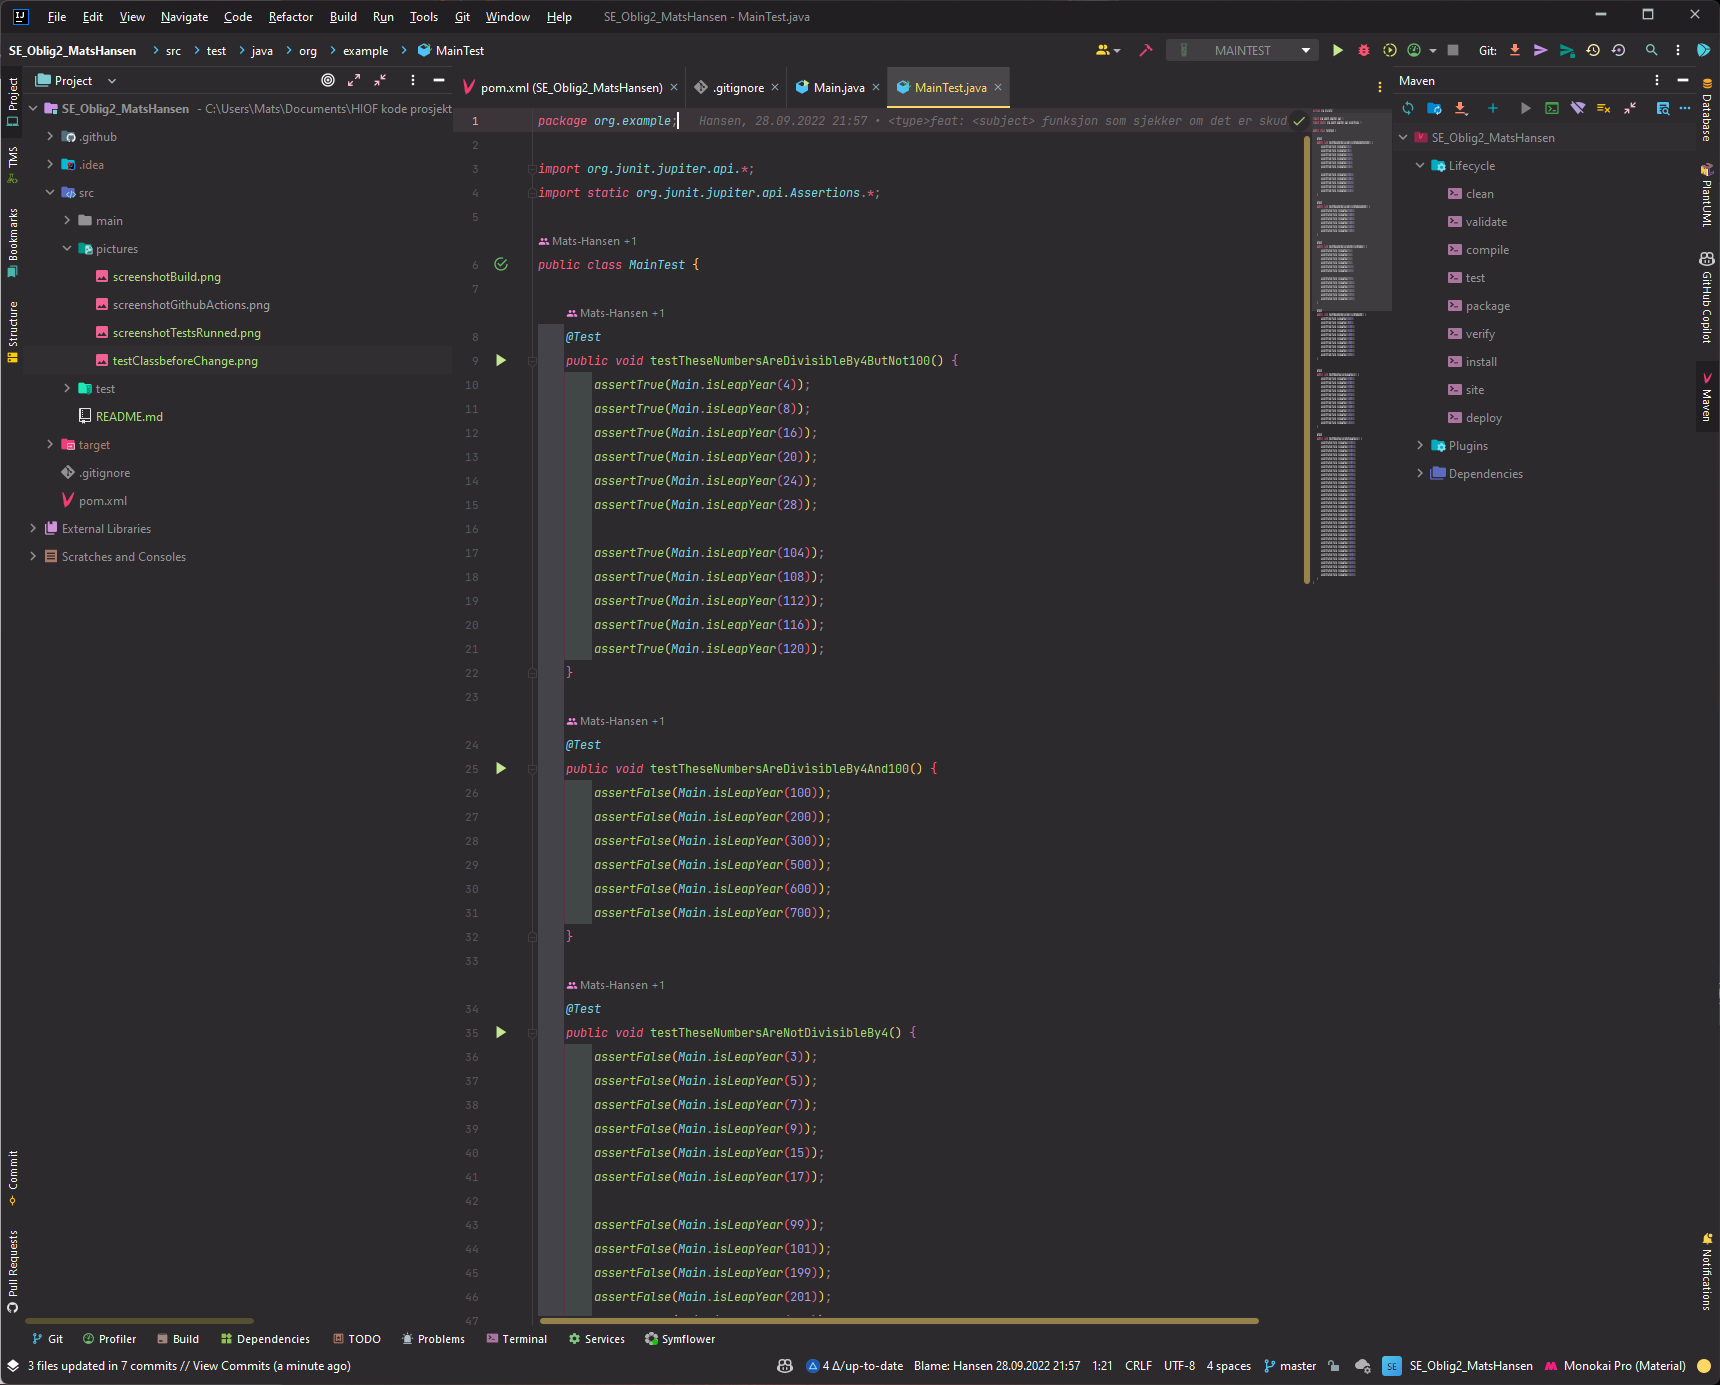 File Edit View Navigate Code Refactor Build Run Tools Git Window Help SE_Oblig2_MatsHansen - MainTest.java
SE_Oblig2_MatsHansen src test java org example MainTest
MAINTEST
Git:
Project
pom.xml (SE_Oblig2_MatsHansen) .gitignore Main.java MainTest.java
Maven
Project
TMS
Bookmarks
Structure
Commit
Pull Requests
SE_Oblig2_MatsHansen - C:\Users\Mats\Documents\HIOF kode prosjekt
.github
.idea
src
main
pictures
screenshotBuild.png
screenshotGithubActions.png
screenshotTestsRunned.png
testClassbeforeChange.png
test
README.md
target
.gitignore
pom.xml
External Libraries
Scratches and Consoles
1 package org.example; Hansen, 28.09.2022 21:57 • <type>feat: <subject> funksjon som sjekker om det er skud
2
3 import org.junit.jupiter.api.*;
4 import static org.junit.jupiter.api.Assertions.*;
5
Mats-Hansen +1
6 public class MainTest {
7
Mats-Hansen +1
8 @Test
9 public void testTheseNumbersAreDivisibleBy4ButNot100() {
10 assertTrue(Main.isLeapYear(4));
11 assertTrue(Main.isLeapYear(8));
12 assertTrue(Main.isLeapYear(16));
13 assertTrue(Main.isLeapYear(20));
14 assertTrue(Main.isLeapYear(24));
15 assertTrue(Main.isLeapYear(28));
16
17 assertTrue(Main.isLeapYear(104));
18 assertTrue(Main.isLeapYear(108));
19 assertTrue(Main.isLeapYear(112));
20 assertTrue(Main.isLeapYear(116));
21 assertTrue(Main.isLeapYear(120));
22 }
23
Mats-Hansen +1
24 @Test
25 public void testTheseNumbersAreDivisibleBy4And100() {
26 assertFalse(Main.isLeapYear(100));
27 assertFalse(Main.isLeapYear(200));
28 assertFalse(Main.isLeapYear(300));
29 assertFalse(Main.isLeapYear(500));
30 assertFalse(Main.isLeapYear(600));
31 assertFalse(Main.isLeapYear(700));
32 }
33
Mats-Hansen +1
34 @Test
35 public void testTheseNumbersAreNotDivisibleBy4() {
36 assertFalse(Main.isLeapYear(3));
37 assertFalse(Main.isLeapYear(5));
38 assertFalse(Main.isLeapYear(7));
39 assertFalse(Main.isLeapYear(9));
40 assertFalse(Main.isLeapYear(15));
41 assertFalse(Main.isLeapYear(17));
42
43 assertFalse(Main.isLeapYear(99));
44 assertFalse(Main.isLeapYear(101));
45 assertFalse(Main.isLeapYear(199));
46 assertFalse(Main.isLeapYear(201));
47
SE_Oblig2_MatsHansen
Lifecycle
clean
validate
compile
test
package
verify
install
site
deploy
Plugins
Dependencies
Database
PlantUML
GitHub Copilot
Maven
Notifications
Git Profiler Build Dependencies TODO Problems Terminal Services Symflower
3 files updated in 7 commits // View Commits (a minute ago) 4 Δ/up-to-date Blame: Hansen 28.09.2022 21:57 1:21 CRLF UTF-8 4 spaces master SE SE_Oblig2_MatsHansen Monokai Pro (Material)